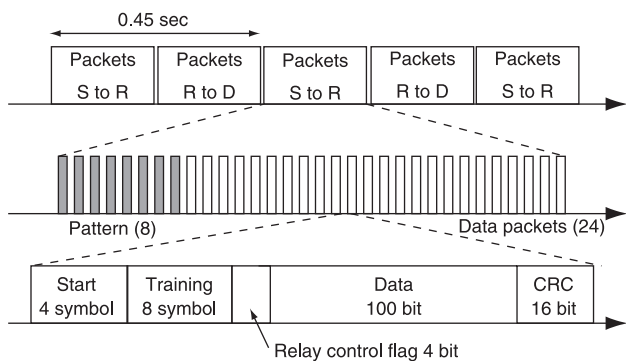 0.45 sec
Packets
S to R
Packets
R to D
Packets
S to R
Packets
R to D
Packets
S to R
Pattern (8)
Data packets (24)
Start
4 symbol
Training
8 symbol
Data
100 bit
CRC
16 bit
Relay control flag 4 bit